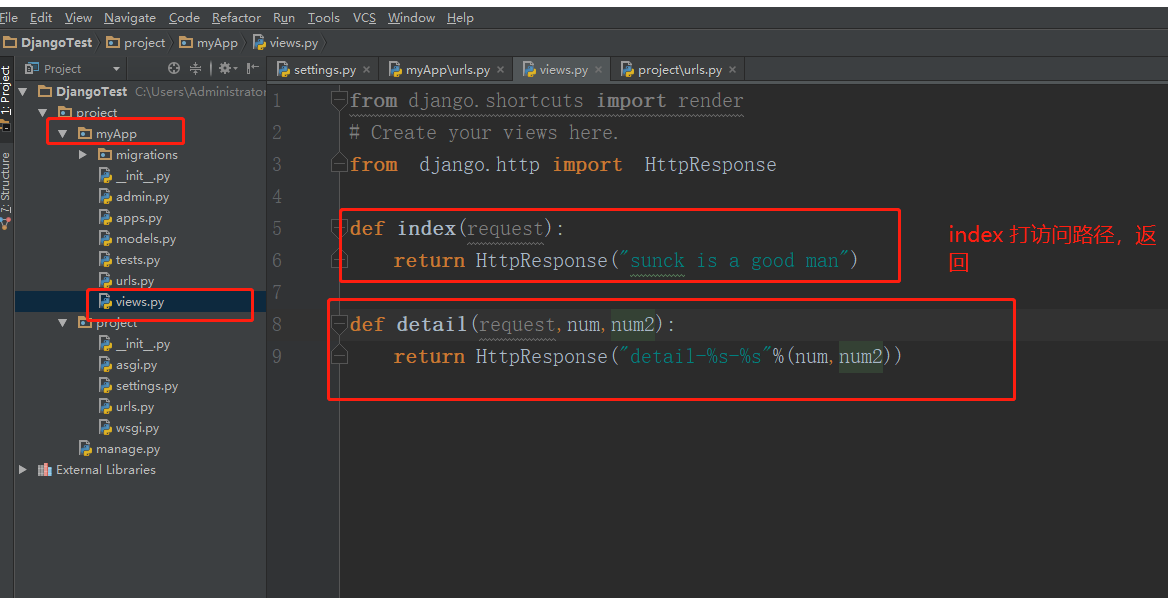 File Edit View Navigate Code Refactor Run Tools VCS Window Help
DjangoTest project myApp views.py
Project
settings.py myApp\urls.py views.py project\urls.py
1: Project
7: Structure
DjangoTest C:\Users\Administrator
project
myApp
migrations
__init__.py
admin.py
apps.py
models.py
tests.py
urls.py
views.py
project
__init__.py
asgi.py
settings.py
urls.py
wsgi.py
manage.py
External Libraries
1 from django.shortcuts import render
2 # Create your views here.
3 from django.http import HttpResponse
4
5 def index(request):
6 return HttpResponse("sunck is a good man")
7
8 def detail(request,num,num2):
9 return HttpResponse("detail-%s-%s"%(num,num2))
index 打访问路径，返
回